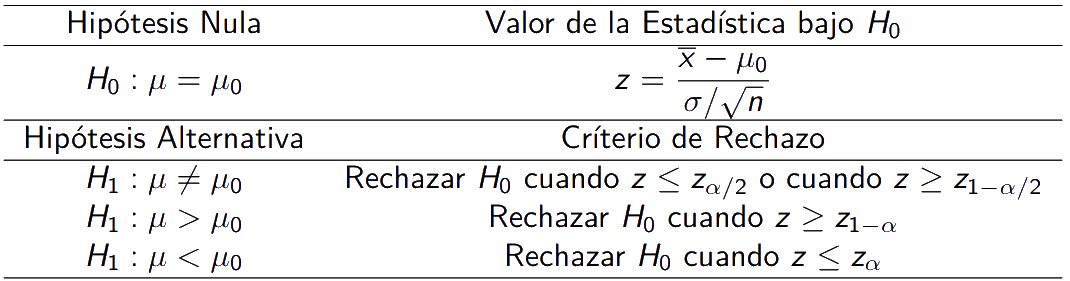 Hipótesis Nula Valor de la Estadística bajo H₀
H₀ : μ = μ₀ z = (x̅ − μ₀) / (σ/√n)
Hipótesis Alternativa Críterio de Rechazo
H₁ : μ ≠ μ₀ Rechazar H₀ cuando z ≤ z_{α/2} o cuando z ≥ z_{1−α/2}
H₁ : μ > μ₀ Rechazar H₀ cuando z ≥ z_{1−α}
H₁ : μ < μ₀ Rechazar H₀ cuando z ≤ z_α